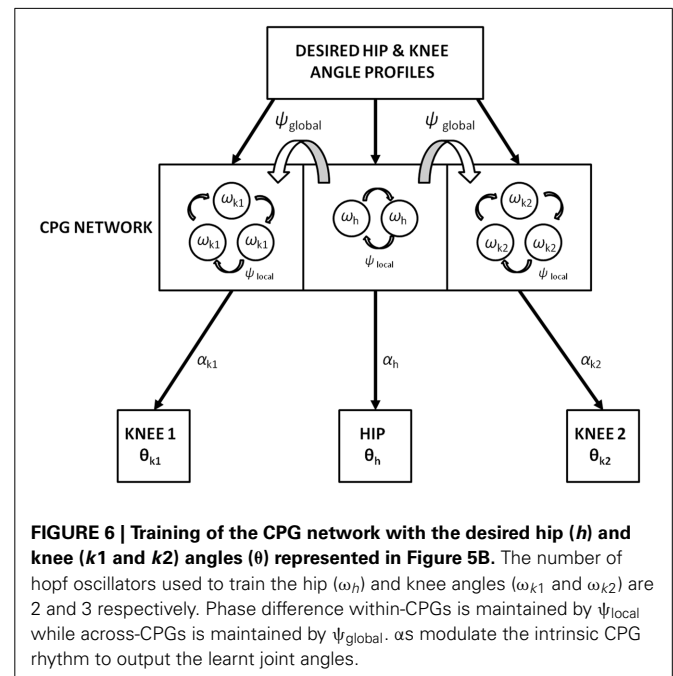 DESIRED HIP & KNEE
ANGLE PROFILES
ψ global
ψ global
CPG NETWORK
ωk1
ωk1
ωk1
ψ local
ωh
ωh
ψ local
ωk2
ωk2
ωk2
ψ local
αk1
αh
αk2
KNEE 1
θk1
HIP
θh
KNEE 2
θk2
FIGURE 6 | Training of the CPG network with the desired hip (h) and
knee (k1 and k2) angles (θ) represented in Figure 5B. The number of
hopf oscillators used to train the hip (ωh) and knee angles (ωk1 and ωk2) are
2 and 3 respectively. Phase difference within-CPGs is maintained by ψlocal
while across-CPGs is maintained by ψglobal. αs modulate the intrinsic CPG
rhythm to output the learnt joint angles.